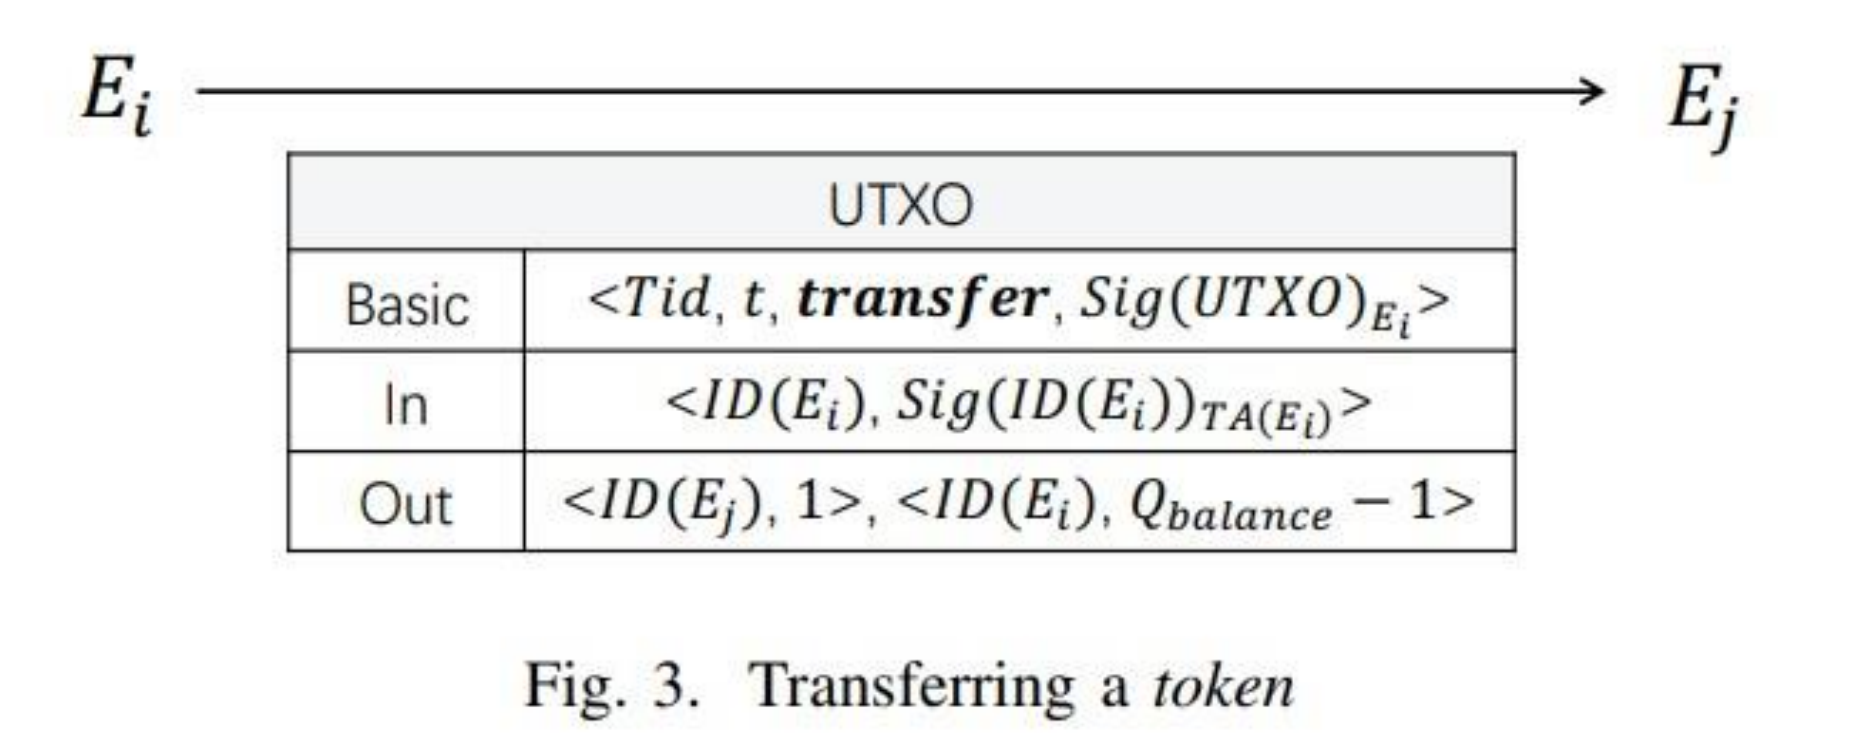 E_i E_j
UTXO
Basic <Tid, t, transfer, Sig(UTXO)_{E_i}>
In <ID(E_i), Sig(ID(E_i))_{TA(E_i)}>
Out <ID(E_j), 1>, <ID(E_i), Q_{balance} − 1>
Fig. 3. Transferring a token